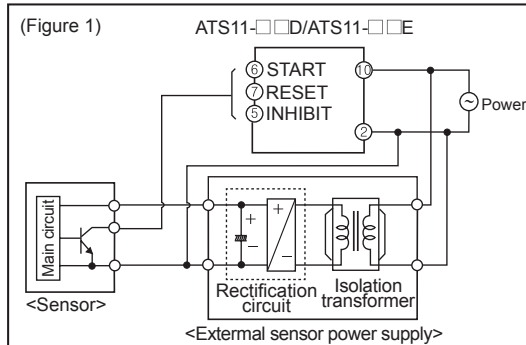 (Figure 1)
ATS11-□□D/ATS11-□□E
⑥ START
⑦ RESET
⑤ INHIBIT
⑩
②
Power
Main circuit
+
−
+
−
<Sensor>
Rectification
circuit
Isolation
transformer
<External sensor power supply>